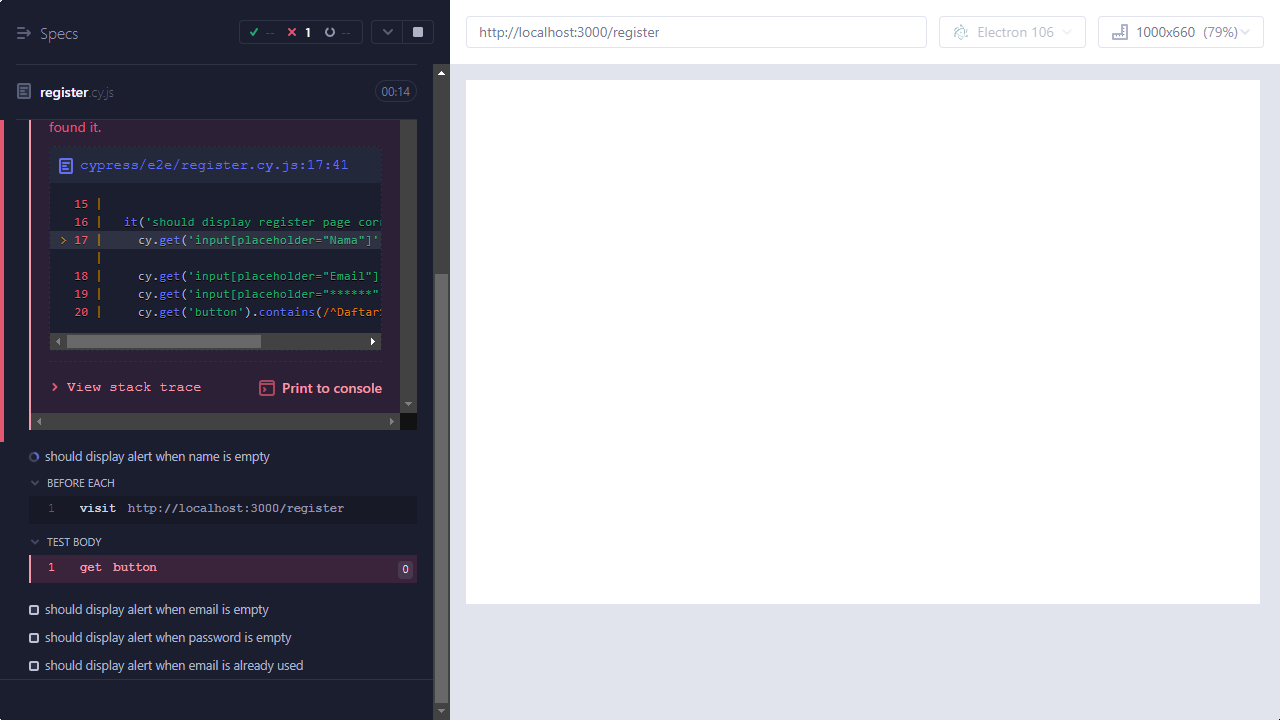 Specs
-- 1 --
http://localhost:3000/register
Electron 106
1000x660 (79%)
register.cy.js
00:14
found it.
cypress/e2e/register.cy.js:17:41
15 |
16 | it('should display register page cor
> 17 | cy.get('input[placeholder="Nama"]'
|
18 | cy.get('input[placeholder="Email"]
19 | cy.get('input[placeholder="******"
20 | cy.get('button').contains(/^Daftar
> View stack trace
Print to console
should display alert when name is empty
BEFORE EACH
1 visit http://localhost:3000/register
TEST BODY
1 get button 0
should display alert when email is empty
should display alert when password is empty
should display alert when email is already used